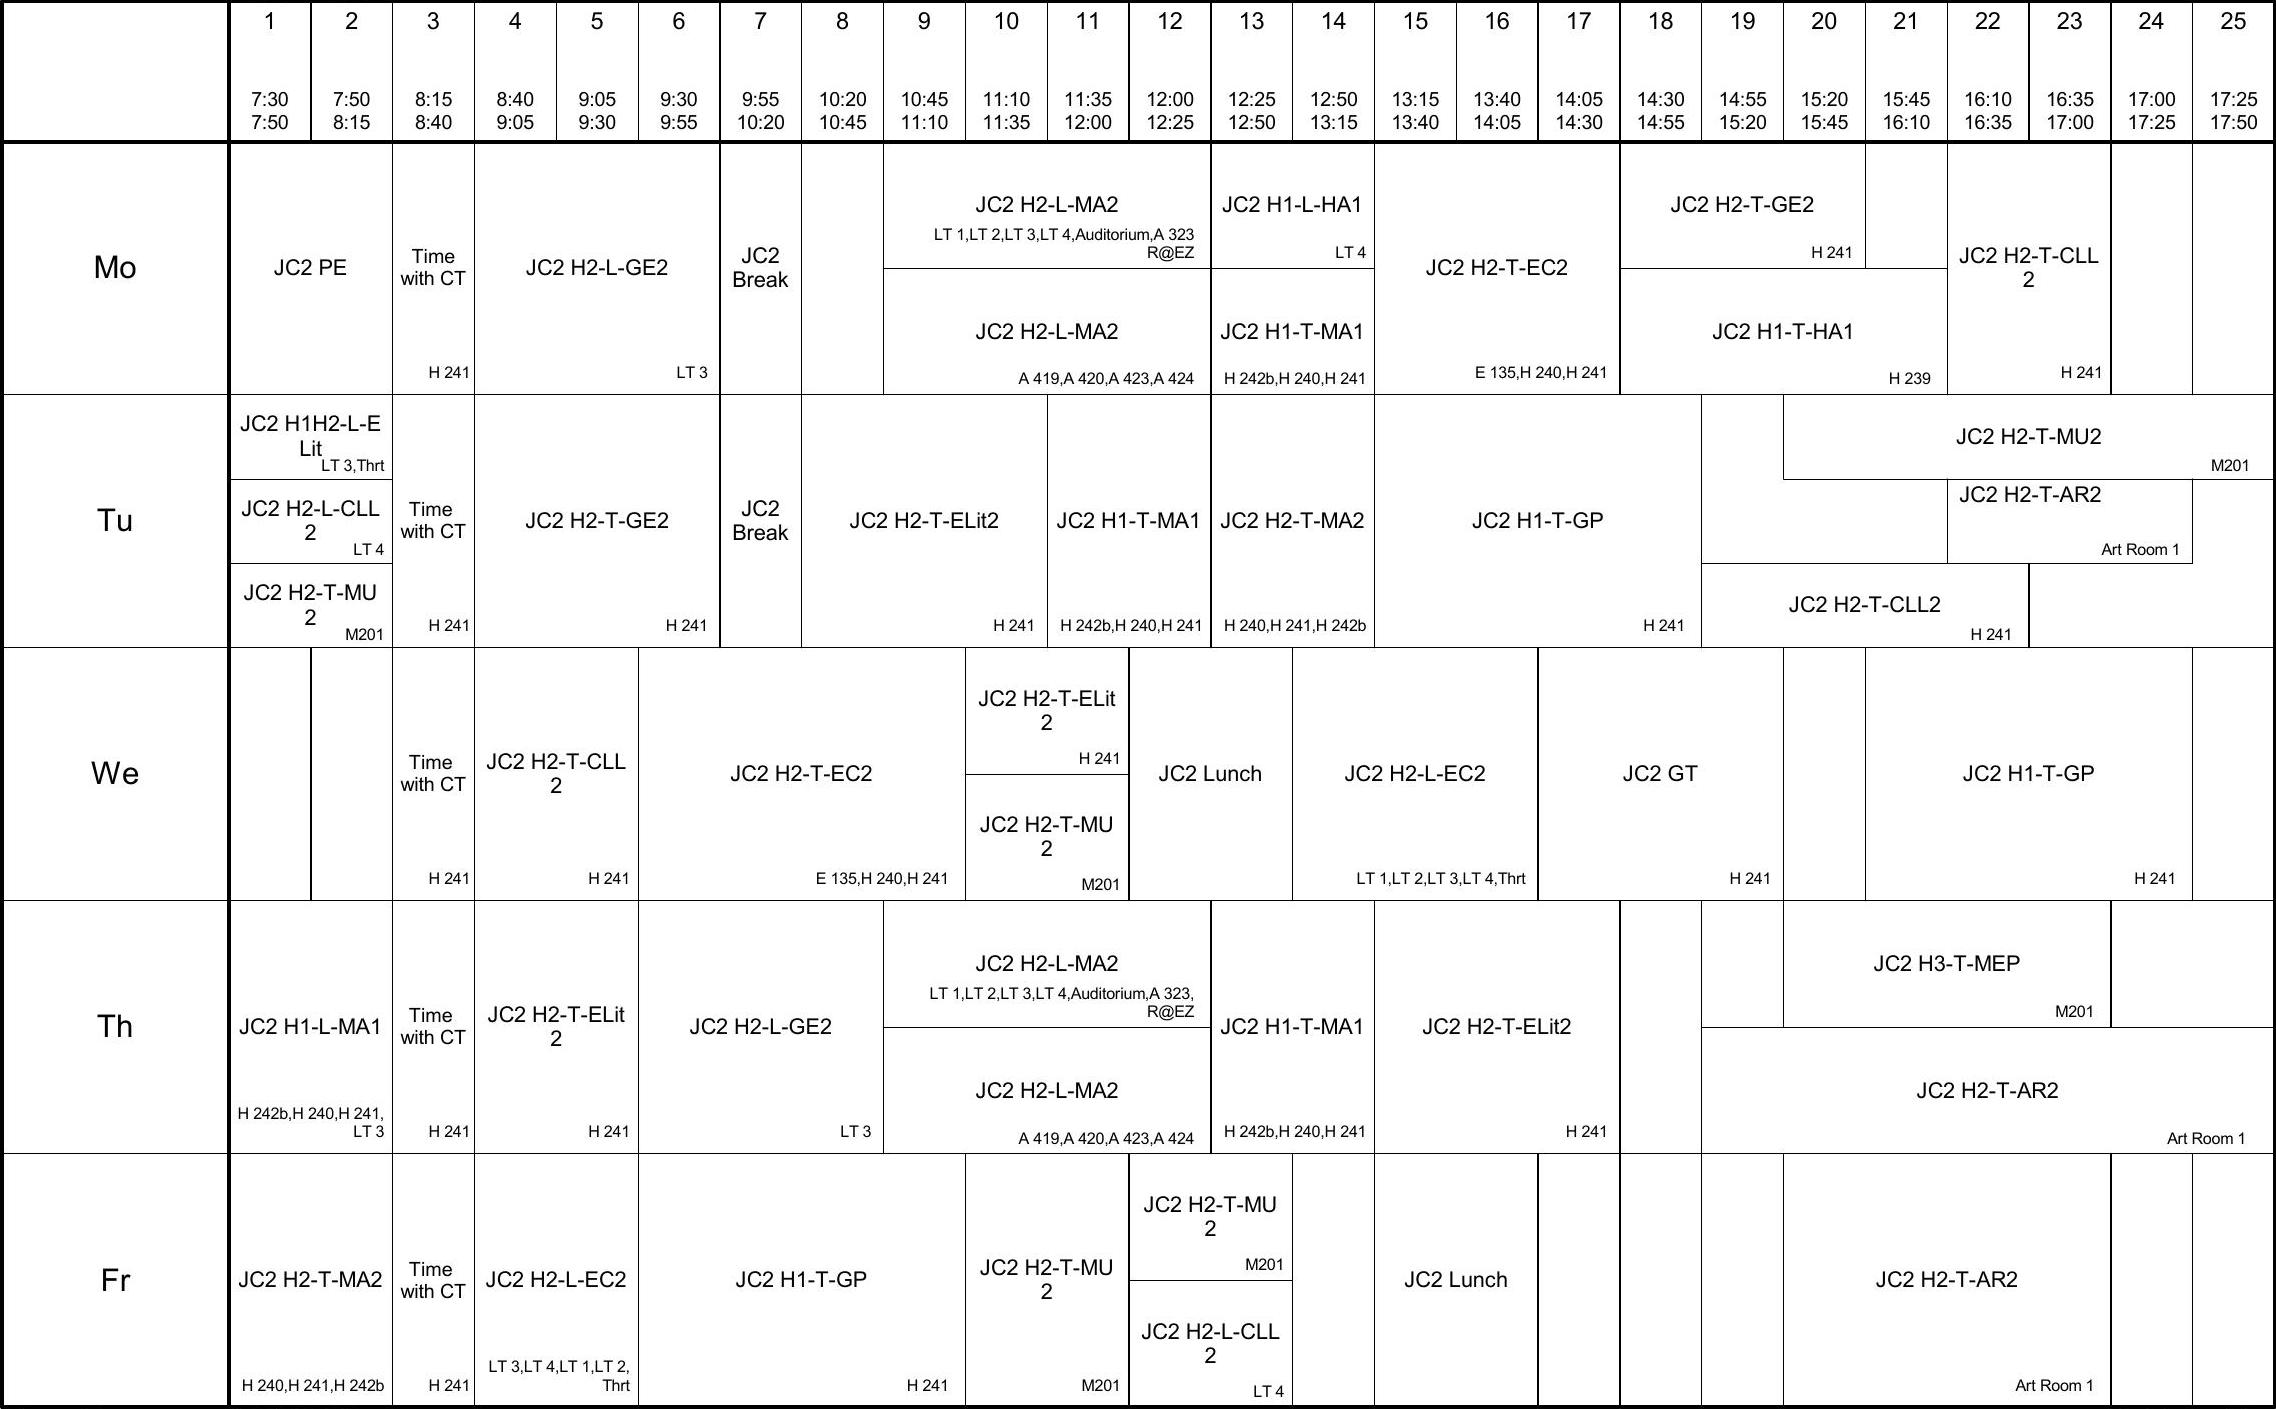 1 2 3 4 5 6 7 8 9 10 11 12 13 14 15 16 17 18 19 20 21 22 23 24 25
7:30 7:50 8:15 8:40 9:05 9:30 9:55 10:20 10:45 11:10 11:35 12:00 12:25 12:50 13:15 13:40 14:05 14:30 14:55 15:20 15:45 16:10 16:35 17:00 17:25
7:50 8:15 8:40 9:05 9:30 9:55 10:20 10:45 11:10 11:35 12:00 12:25 12:50 13:15 13:40 14:05 14:30 14:55 15:20 15:45 16:10 16:35 17:00 17:25 17:50
Mo
JC2 PE
Time
with CT
H 241
JC2 H2-L-GE2
LT 3
JC2
Break
JC2 H2-L-MA2
LT 1,LT 2,LT 3,LT 4,Auditorium,A 323
R@EZ
JC2 H2-L-MA2
A 419,A 420,A 423,A 424
JC2 H1-L-HA1
LT 4
JC2 H1-T-MA1
H 242b,H 240,H 241
JC2 H2-T-EC2
E 135,H 240,H 241
JC2 H2-T-GE2
H 241
JC2 H1-T-HA1
H 239
JC2 H2-T-CLL
2
H 241
Tu
JC2 H1H2-L-E
Lit
LT 3,Thrt
JC2 H2-L-CLL
2
LT 4
JC2 H2-T-MU
2
M201
Time
with CT
H 241
JC2 H2-T-GE2
H 241
JC2
Break
JC2 H2-T-ELit2
H 241
JC2 H1-T-MA1
H 242b,H 240,H 241
JC2 H2-T-MA2
H 240,H 241,H 242b
JC2 H1-T-GP
H 241
JC2 H2-T-MU2
M201
JC2 H2-T-AR2
Art Room 1
JC2 H2-T-CLL2
H 241
We
Time
with CT
H 241
JC2 H2-T-CLL
2
H 241
JC2 H2-T-EC2
E 135,H 240,H 241
JC2 H2-T-ELit
2
H 241
JC2 H2-T-MU
2
M201
JC2 Lunch
JC2 H2-L-EC2
LT 1,LT 2,LT 3,LT 4,Thrt
JC2 GT
H 241
JC2 H1-T-GP
H 241
Th
JC2 H1-L-MA1
H 242b,H 240,H 241,
LT 3
Time
with CT
H 241
JC2 H2-T-ELit
2
H 241
JC2 H2-L-GE2
LT 3
JC2 H2-L-MA2
LT 1,LT 2,LT 3,LT 4,Auditorium,A 323,
R@EZ
JC2 H2-L-MA2
A 419,A 420,A 423,A 424
JC2 H1-T-MA1
H 242b,H 240,H 241
JC2 H2-T-ELit2
H 241
JC2 H3-T-MEP
M201
JC2 H2-T-AR2
Art Room 1
Fr
JC2 H2-T-MA2
H 240,H 241,H 242b
Time
with CT
H 241
JC2 H2-L-EC2
LT 3,LT 4,LT 1,LT 2,
Thrt
JC2 H1-T-GP
H 241
JC2 H2-T-MU
2
M201
JC2 H2-T-MU
2
M201
JC2 H2-L-CLL
2
LT 4
JC2 Lunch
JC2 H2-T-AR2
Art Room 1